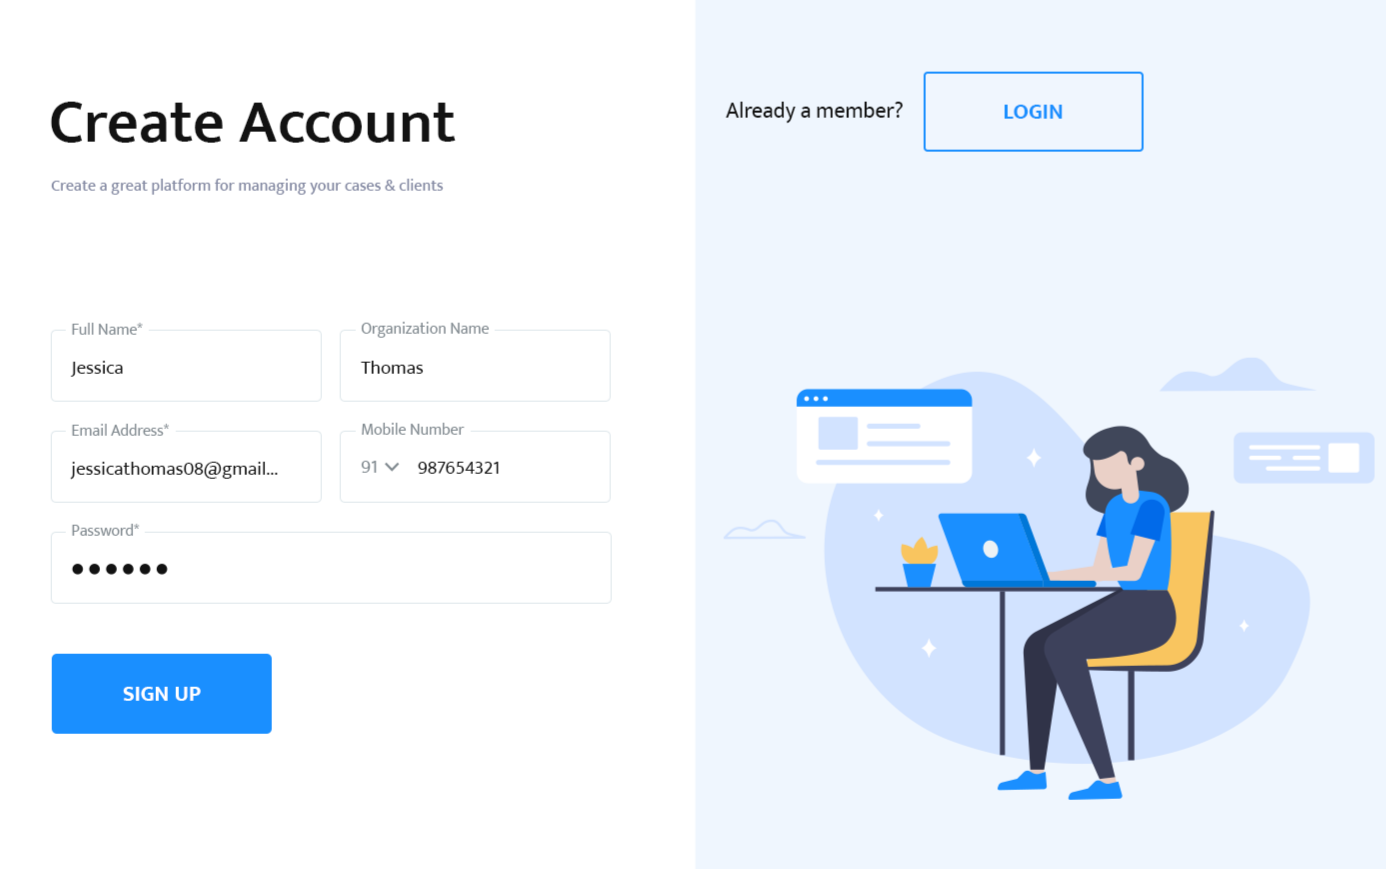 Create Account
Create a great platform for managing your cases & clients
Full Name*
Jessica
Organization Name
Thomas
Email Address*
jessicathomas08@gmail...
Mobile Number
91 987654321
Password*
●●●●●●
SIGN UP
Already a member?
LOGIN